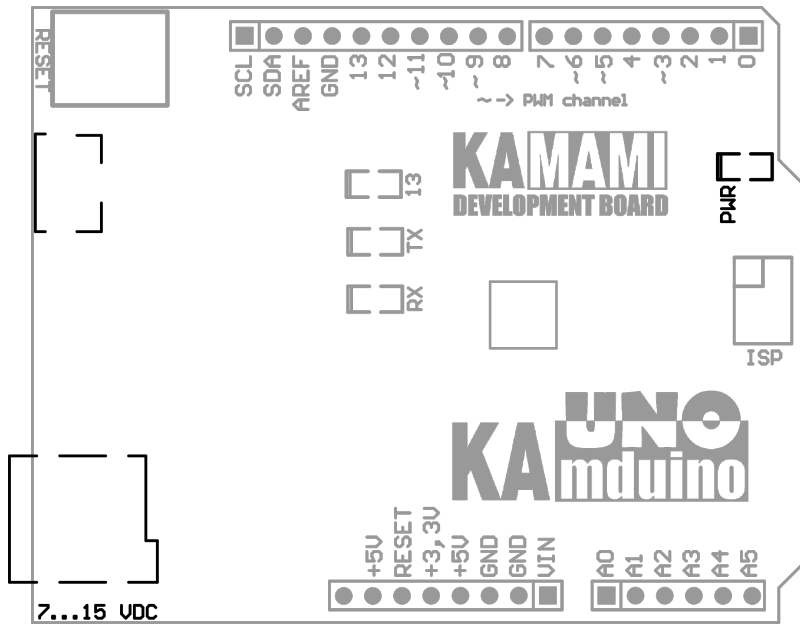 RESET
SCL
SDA
AREF
GND
13
12
~11
~10
~9
8
7
~6
~5
4
~3
2
1
0
~-> PWM channel
KAMAMI
DEVELOPMENT BOARD
13
TX
RX
PWR
ISP
UNO
KAmduino
+5V
RESET
+3,3V
+5V
GND
GND
VIN
A0
A1
A2
A3
A4
A5
7...15 VDC